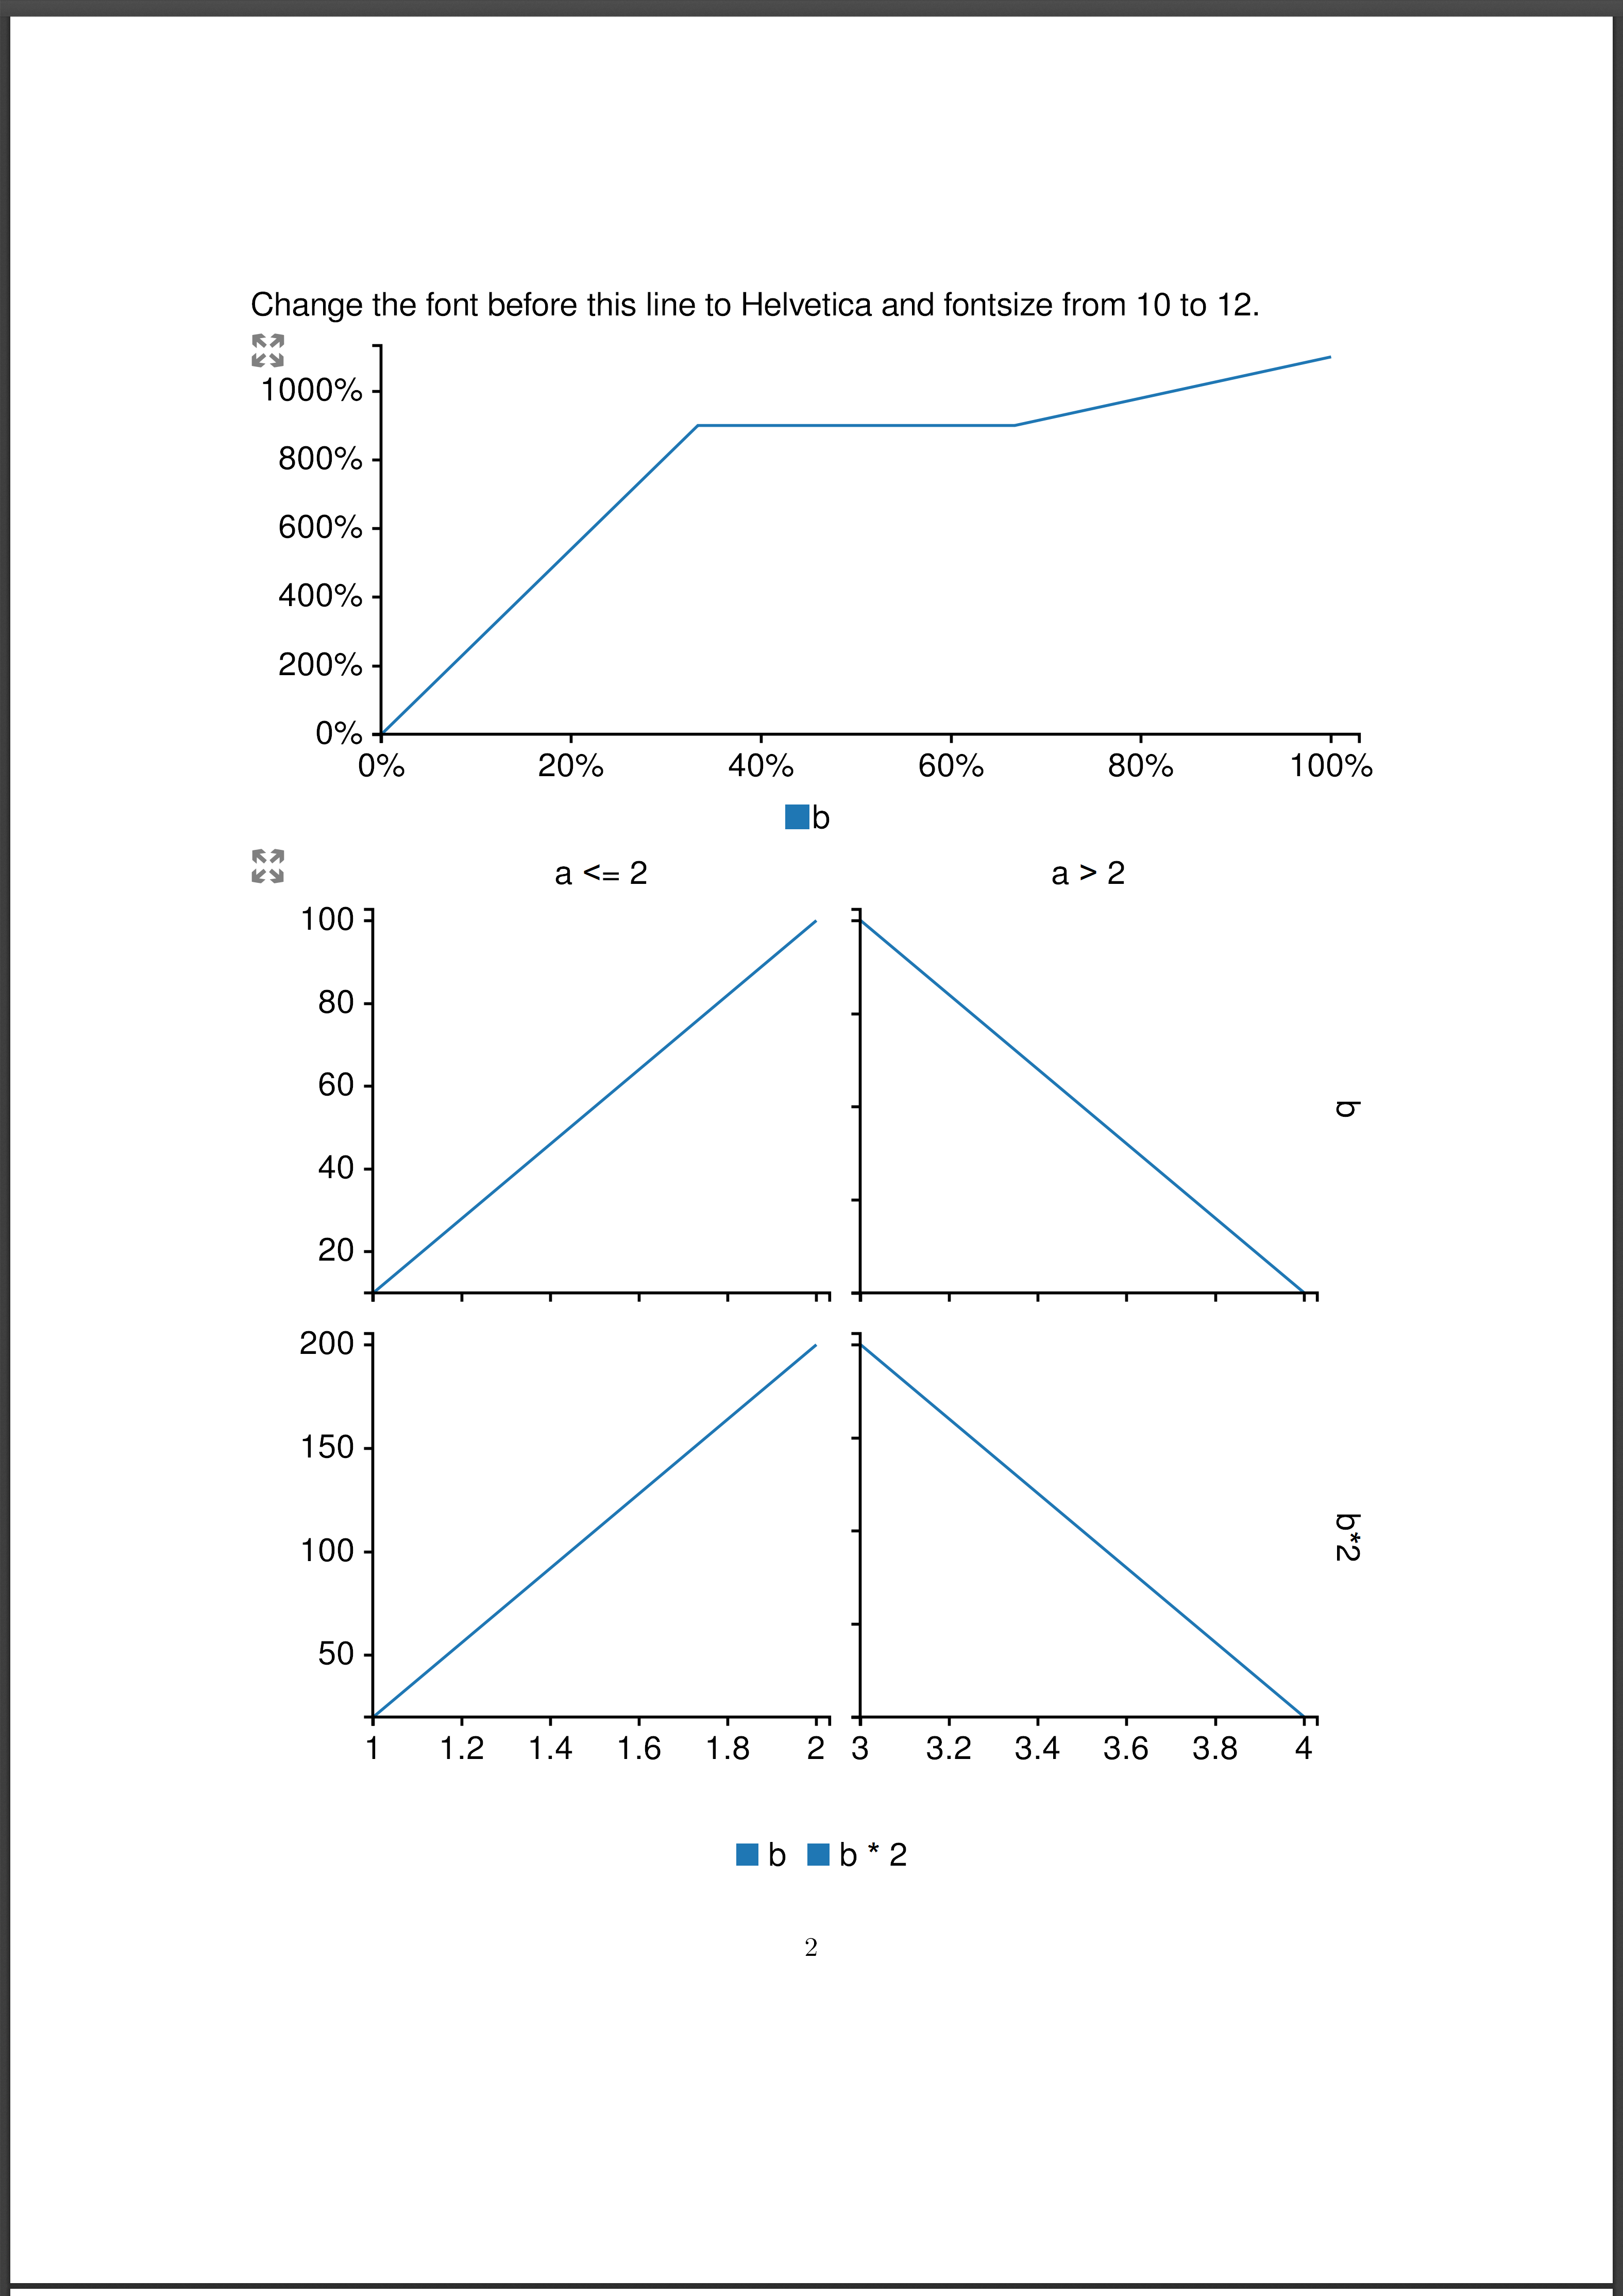 Change the font before this line to Helvetica and fontsize from 10 to 12.
1000%
800%
600%
400%
200%
0%
0% 20% 40% 60% 80% 100%
b
a <= 2 a > 2
100
80
60
40
20
b
200
150
100
50
b*2
1 1.2 1.4 1.6 1.8 2 3 3.2 3.4 3.6 3.8 4
b b * 2
2